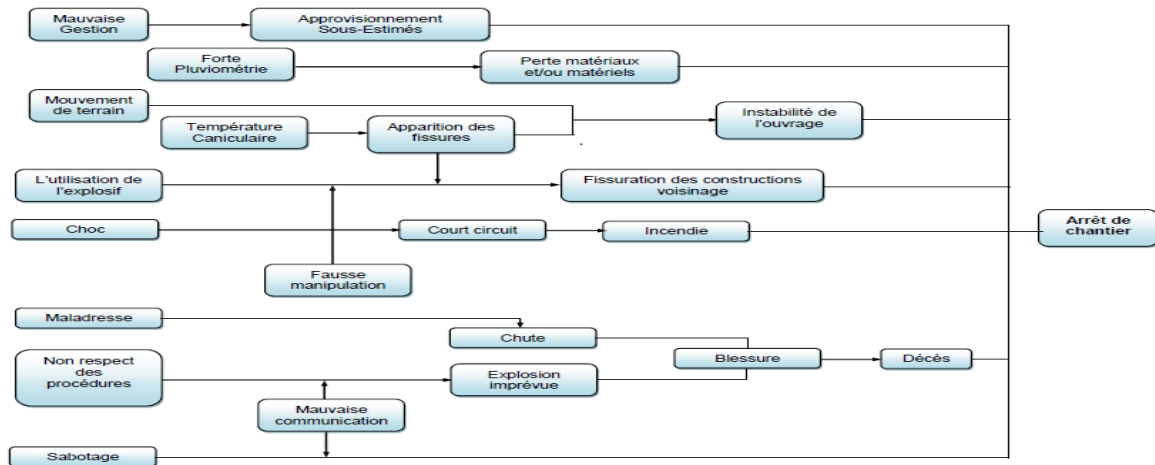 Mauvaise
Gestion
Approvisionnement
Sous-Estimés
Forte
Pluviométrie
Perte matériaux
et/ou matériels
Mouvement
de terrain
Température
Caniculaire
Apparition des
fissures
Instabilité de
l'ouvrage
L'utilisation de
l'explosif
Fissuration des constructions
voisinage
Choc
Court circuit
Incendie
Arrêt de
chantier
Fausse
manipulation
Maladresse
Chute
Non respect
des
procédures
Explosion
imprévue
Blessure
Décès
Mauvaise
communication
Sabotage